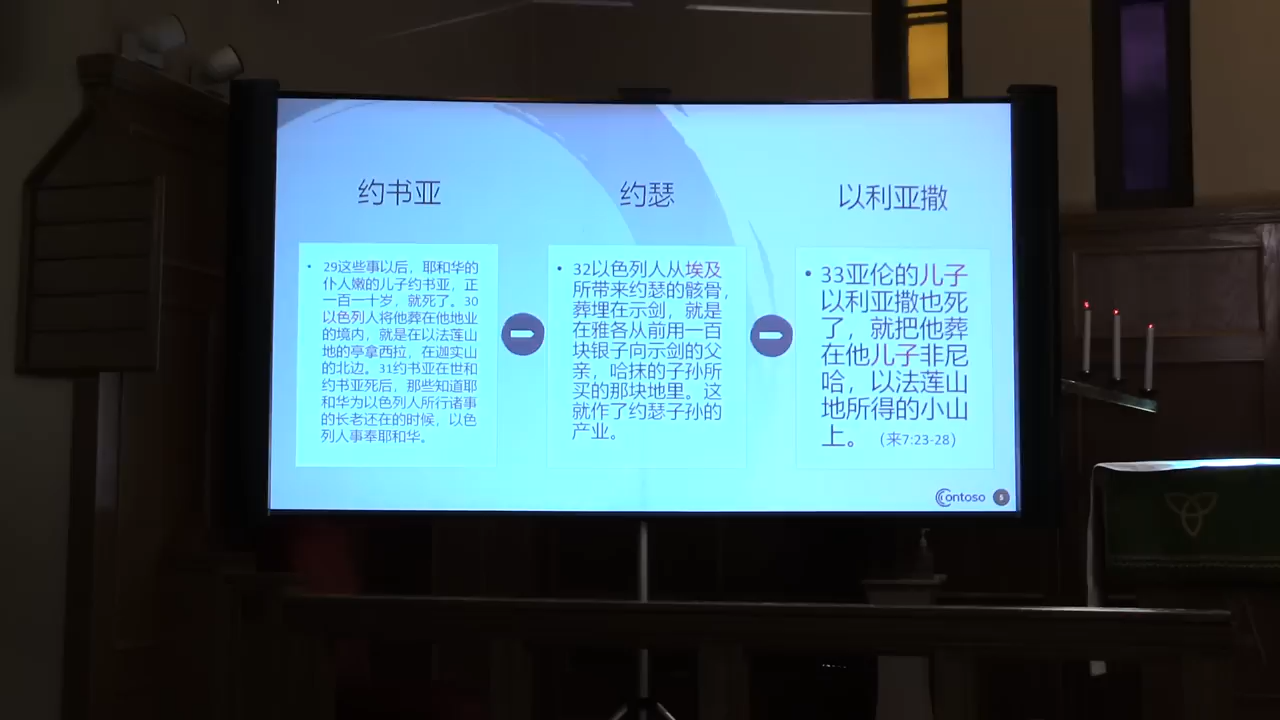 约书亚
29这些事以后，耶和华的
仆人嫩的儿子约书亚，正
一百一十岁，就死了。30
以色列人将他葬在他地业
的境内，就是在以法莲山
地的亭拿西拉，在迦实山
的北边。31约书亚在世和
约书亚死后，那些知道耶
和华为以色列人所行诸事
的长老还在的时候，以色
列人事奉耶和华。
约瑟
32以色列人从埃及
所带来约瑟的骸骨，
葬埋在示剑，就是
在雅各从前用一百
块银子向示剑的父
亲，哈抹的子孙所
买的那块地里。这
就作了约瑟子孙的
产业。
以利亚撒
33亚伦的儿子
以利亚撒也死
了，就把他葬
在他儿子非尼
哈，以法莲山
地所得的小山
上。（来7:23-28）
Contoso
5